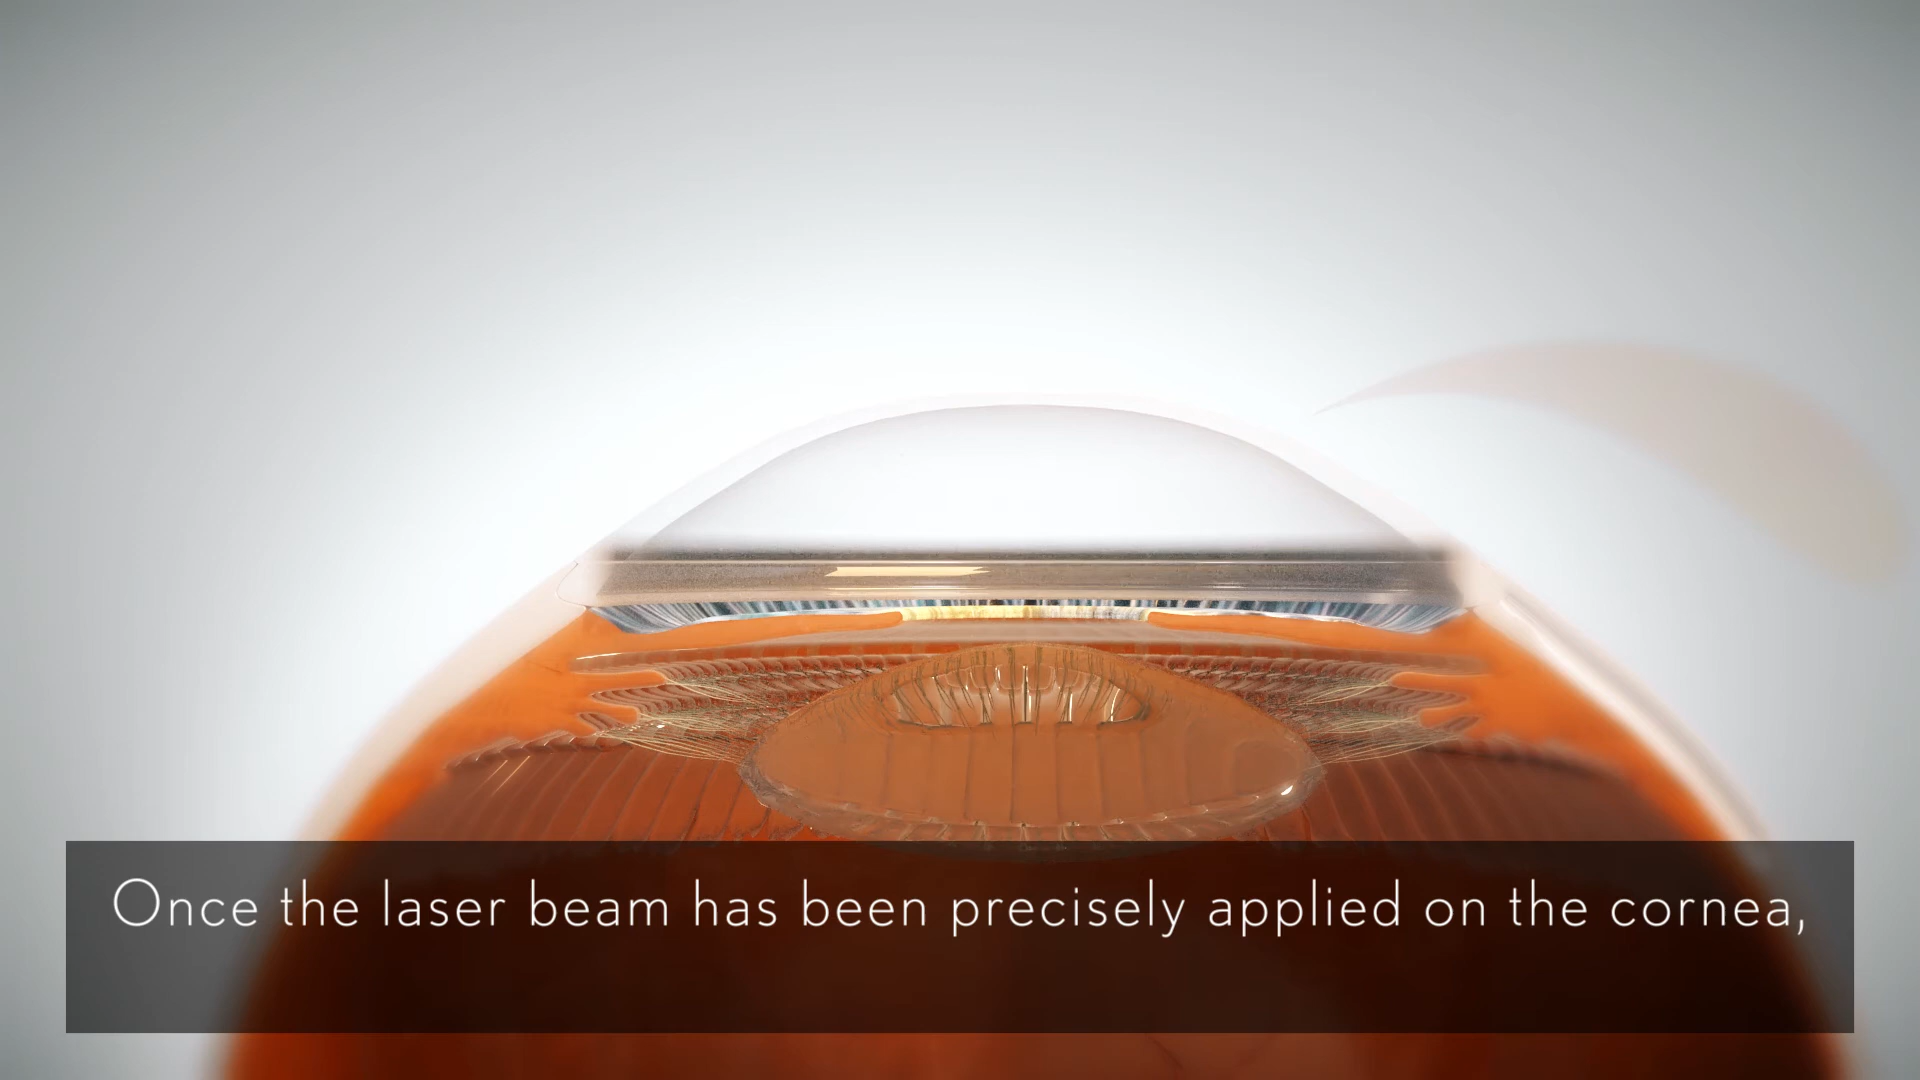 Once the laser beam has been precisely applied on the cornea,